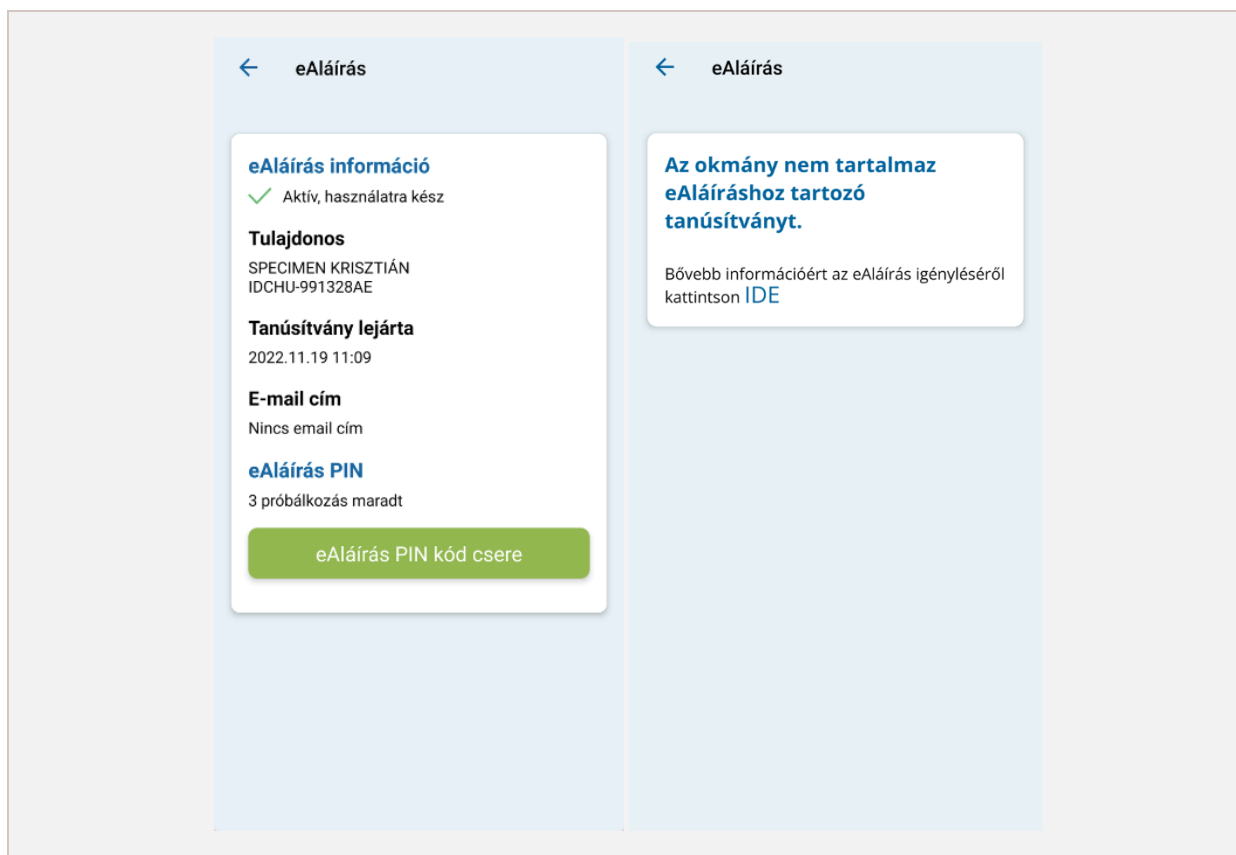 eAláírás
eAláírás információ
Aktív, használatra kész
Tulajdonos
SPECIMEN KRISZTIÁN
IDCHU-991328AE
Tanúsítvány lejárta
2022.11.19 11:09
E-mail cím
Nincs email cím
eAláírás PIN
3 próbálkozás maradt
eAláírás PIN kód csere
eAláírás
Az okmány nem tartalmaz
eAláíráshoz tartozó
tanúsítványt.
Bővebb információért az eAláírás igényléséről
kattintson IDE